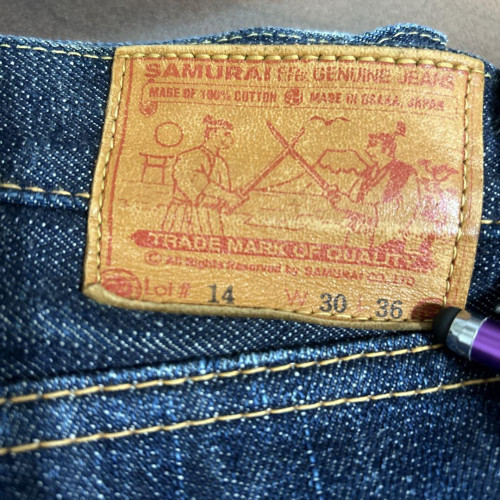 SAMURAI FTB GENUINE JEANS
MADE OF 100% COTTON MADE IN OSAKA, JAPAN
TRADE MARK OF QUALITY
© All Rights Reserved by SAMURAI CO., LTD.
Lot # 14 W 30 L 36